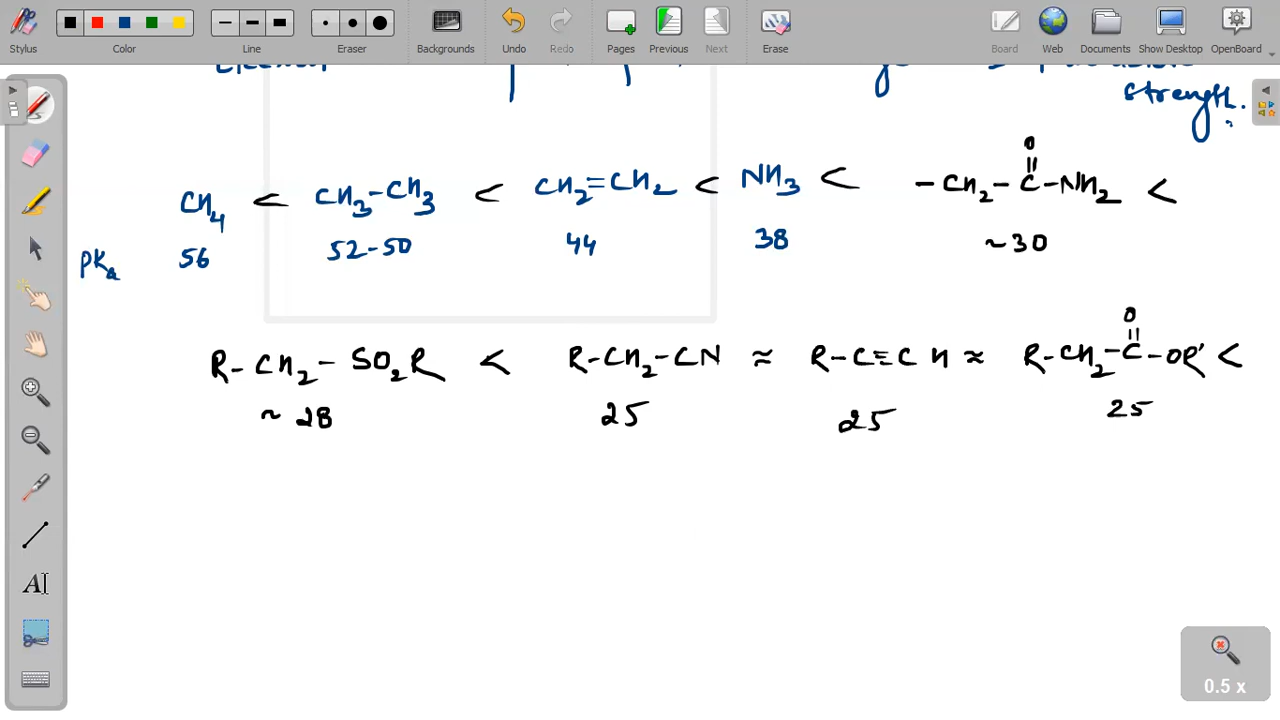 Stylus Color Line Eraser Backgrounds Undo Redo Pages Previous Next Erase Board Web Documents Show Desktop OpenBoard
strength.
O
CH4 < CH3-CH3 < CH2=CH2 < NH3 < -CH2-C-NH2 <
pKa 56 52-50 44 38 ~30
O
R-CH2-SO2R < R-CH2-CN ≈ R-C≡CH ≈ R-CH2-C-OR' <
~28 25 25 25
AI
0.5 x